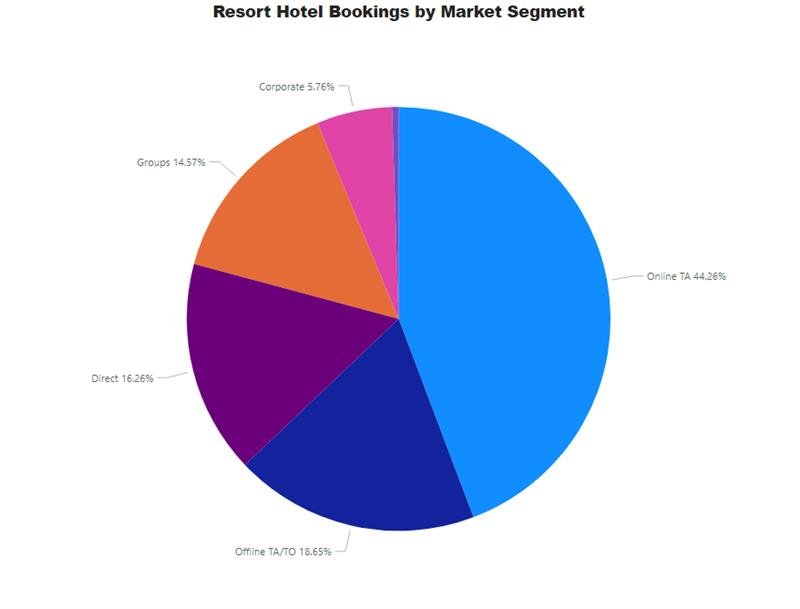 Resort Hotel Bookings by Market Segment
Corporate 5.76%
Groups 14.57%
Online TA 44.26%
Direct 16.26%
Offline TA/TO 18.65%